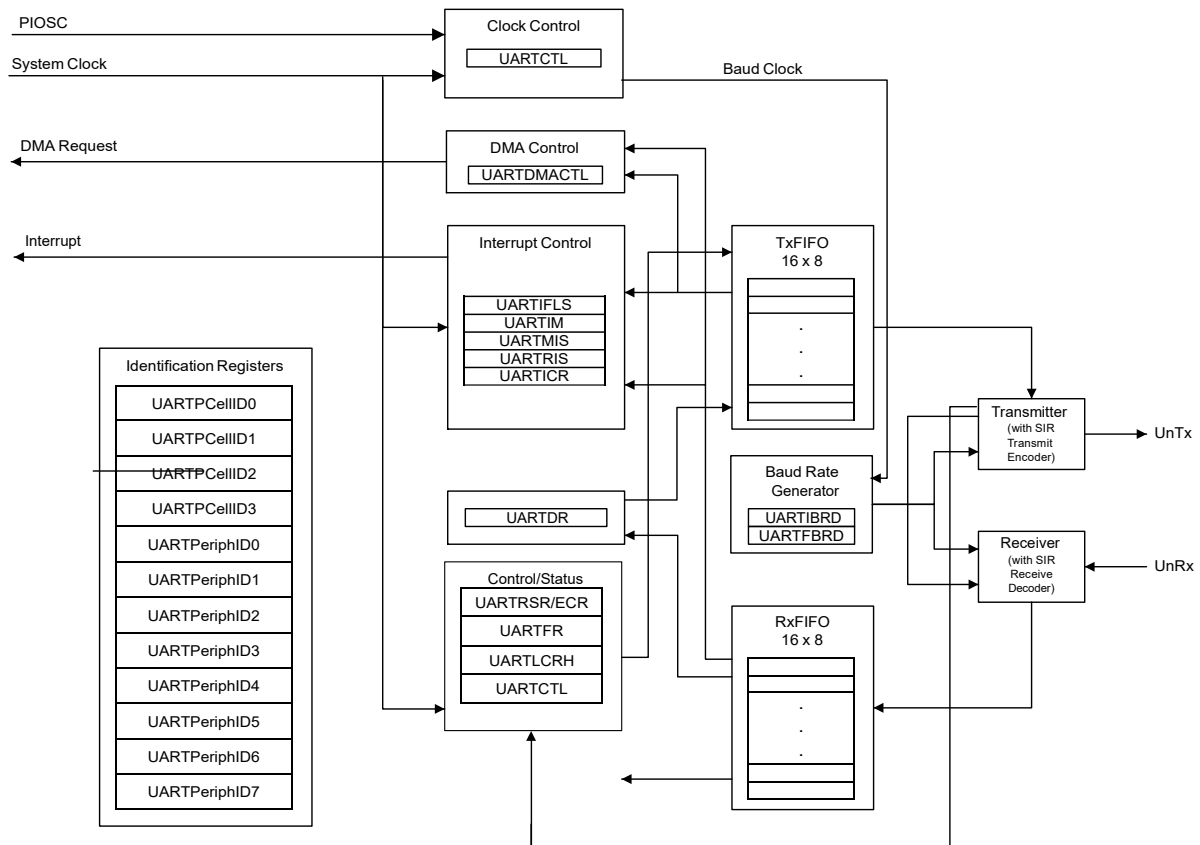 PIOSC
System Clock
Clock Control
UARTCTL
Baud Clock
DMA Request
DMA Control
UARTDMACTL
Interrupt
Interrupt Control
UARTIFLS
UARTIM
UARTMIS
UARTRIS
UARTICR
TxFIFO
16 x 8
.
.
.
Identification Registers
UARTPCellID0
UARTPCellID1
UARTPCellID2
UARTPCellID3
UARTPeriphID0
UARTPeriphID1
UARTPeriphID2
UARTPeriphID3
UARTPeriphID4
UARTPeriphID5
UARTPeriphID6
UARTPeriphID7
UARTDR
Baud Rate
Generator
UARTIBRD
UARTFBRD
Transmitter
(with SIR
Transmit
Encoder)
UnTx
Receiver
(with SIR
Receive
Decoder)
UnRx
Control/Status
UARTRSR/ECR
UARTFR
UARTLCRH
UARTCTL
RxFIFO
16 x 8
.
.
.